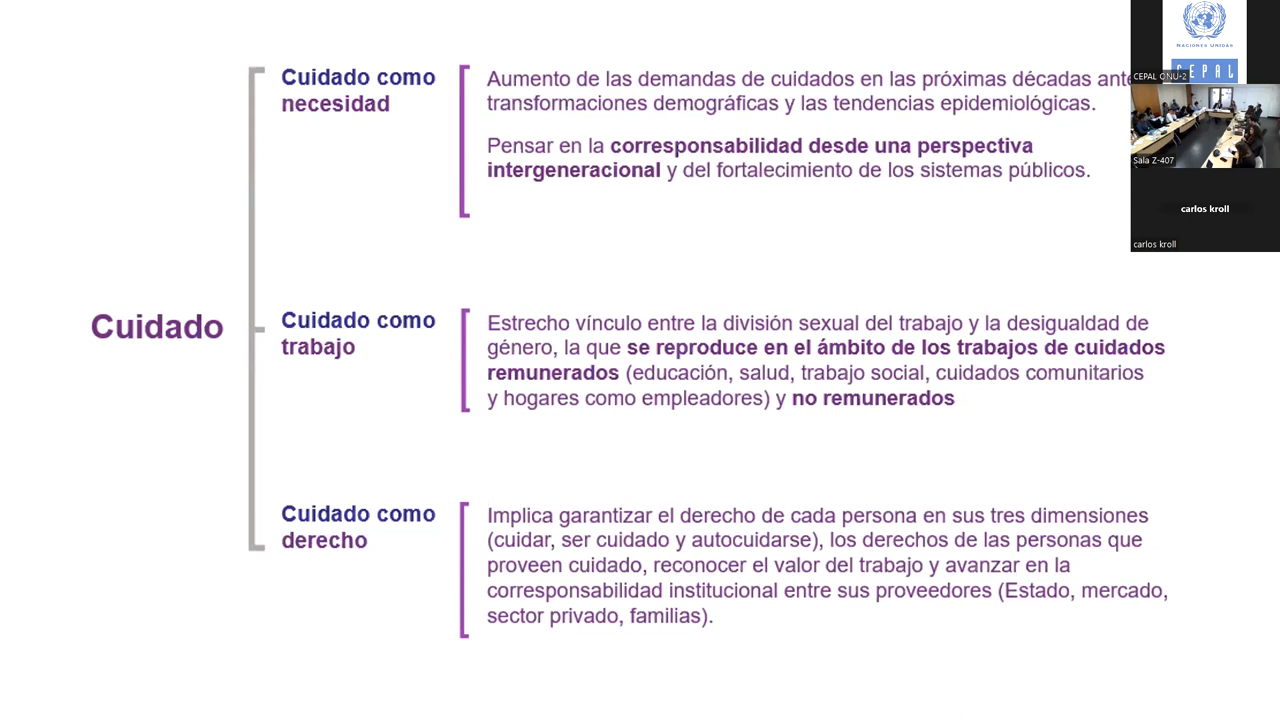 Cuidado
Cuidado como
necesidad
Aumento de las demandas de cuidados en las próximas décadas ante
transformaciones demográficas y las tendencias epidemiológicas.
Pensar en la corresponsabilidad desde una perspectiva
intergeneracional y del fortalecimiento de los sistemas públicos.
Cuidado como
trabajo
Estrecho vínculo entre la división sexual del trabajo y la desigualdad de
género, la que se reproduce en el ámbito de los trabajos de cuidados
remunerados (educación, salud, trabajo social, cuidados comunitarios
y hogares como empleadores) y no remunerados
Cuidado como
derecho
Implica garantizar el derecho de cada persona en sus tres dimensiones
(cuidar, ser cuidado y autocuidarse), los derechos de las personas que
proveen cuidado, reconocer el valor del trabajo y avanzar en la
corresponsabilidad institucional entre sus proveedores (Estado, mercado,
sector privado, familias).
NACIONES UNIDAS
CEPAL
CEPAL ONU-2
Sala Z-407
carlos kroll
carlos kroll